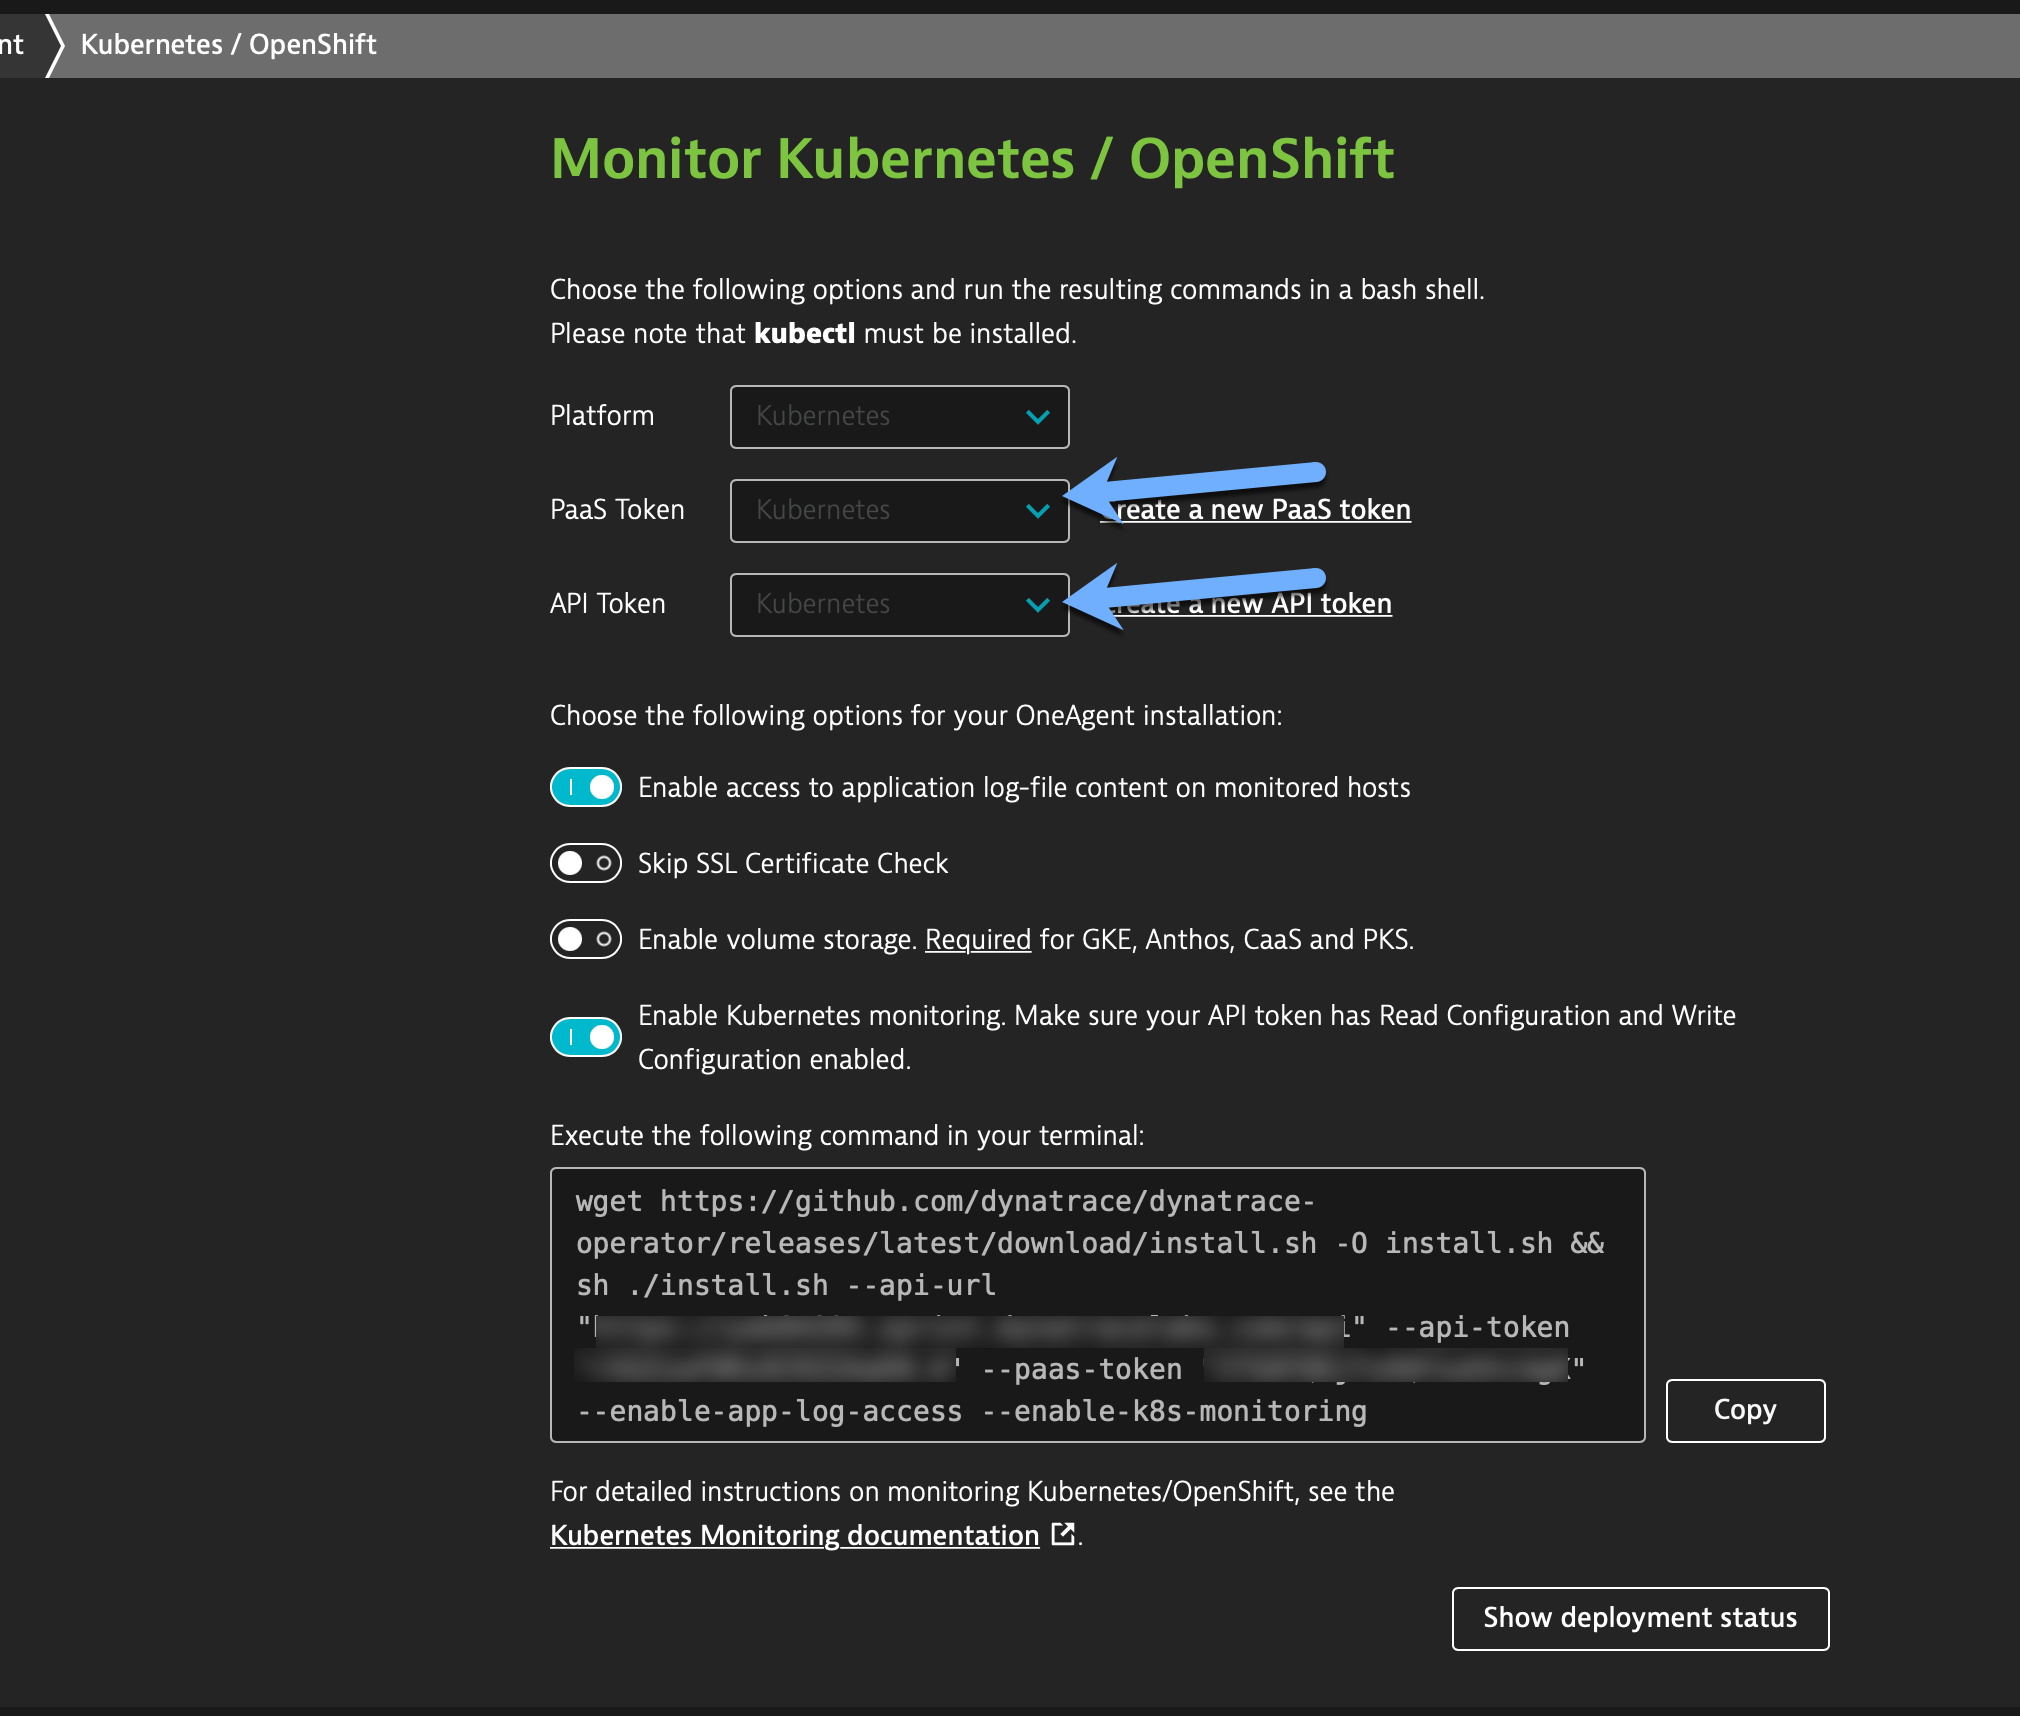 nt
Kubernetes / OpenShift
Monitor Kubernetes / OpenShift
Choose the following options and run the resulting commands in a bash shell.
Please note that kubectl must be installed.
Platform Kubernetes
PaaS Token Kubernetes Create a new PaaS token
API Token Kubernetes Create a new API token
Choose the following options for your OneAgent installation:
Enable access to application log-file content on monitored hosts
Skip SSL Certificate Check
Enable volume storage. Required for GKE, Anthos, CaaS and PKS.
Enable Kubernetes monitoring. Make sure your API token has Read Configuration and Write
Configuration enabled.
Execute the following command in your terminal:
wget https://github.com/dynatrace/dynatrace-
operator/releases/latest/download/install.sh -O install.sh &&
sh ./install.sh --api-url
" " --api-token
" --paas-token "
--enable-app-log-access --enable-k8s-monitoring
Copy
For detailed instructions on monitoring Kubernetes/OpenShift, see the
Kubernetes Monitoring documentation.
Show deployment status